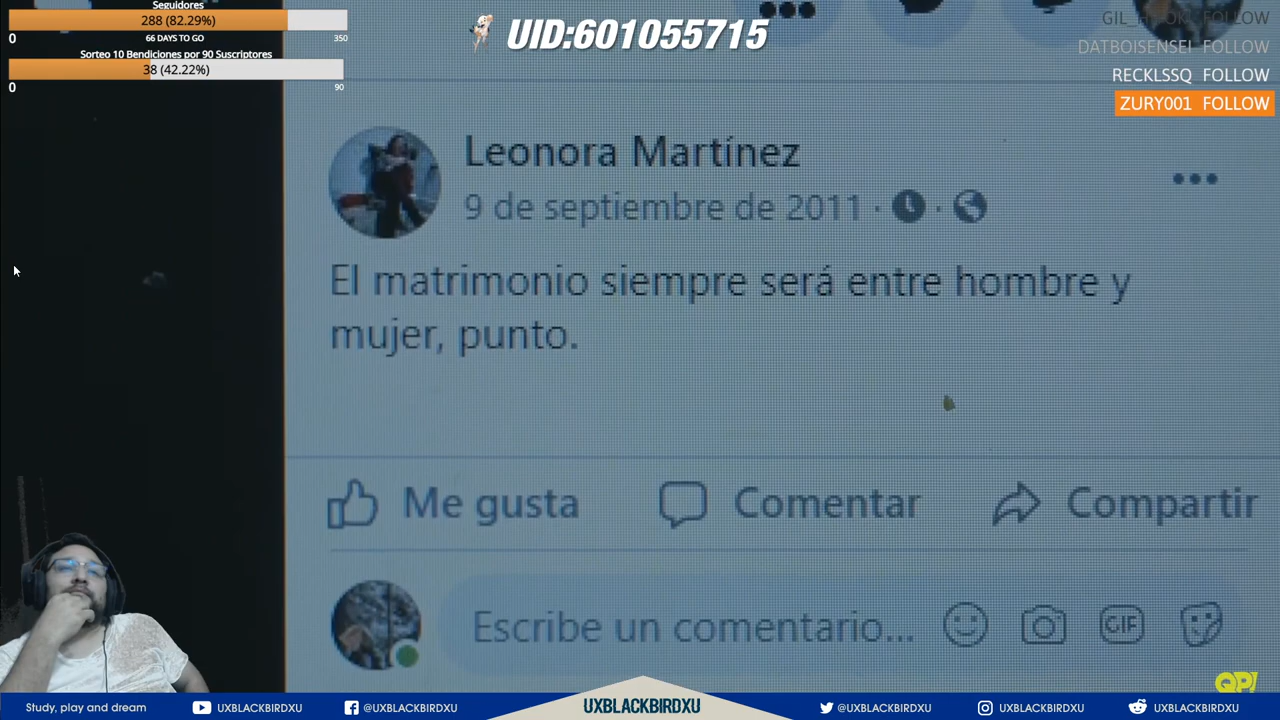 Seguidores
288 (82.29%)
0 66 DAYS TO GO 350
Sorteo 10 Bendiciones por 90 Suscriptores
38 (42.22%)
0 90
UID:601055715
FOLLOW
DATBOISENSEI FOLLOW
RECKLSSQ FOLLOW
ZURY001 FOLLOW
Leonora Martínez
9 de septiembre de 2011
El matrimonio siempre será entre hombre y
mujer, punto.
Me gusta Comentar Compartir
Escribe un comentario... GIF
QP!
Study, play and dream UXBLACKBIRDXU @UXBLACKBIRDXU UXBLACKBIRDXU @UXBLACKBIRDXU UXBLACKBIRDXU UXBLACKBIRDXU